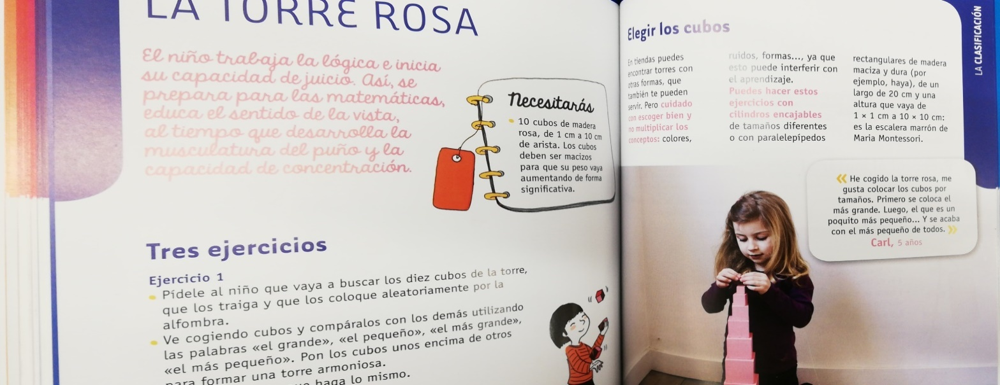 LA TORRE ROSA
El niño trabaja la lógica e inicia
su capacidad de juicio. Así, se
prepara para las matemáticas,
educa el sentido de la vista,
al tiempo que desarrolla la
musculatura del puño y la
capacidad de concentración.
Necesitarás
10 cubos de madera
rosa, de 1 cm a 10 cm
de arista. Los cubos
deben ser macizos
para que su peso vaya
aumentando de forma
significativa.
Tres ejercicios
Ejercicio 1
Pídele al niño que vaya a buscar los diez cubos de la torre,
que los traiga y que los coloque aleatoriamente por la
alfombra.
Ve cogiendo cubos y compáralos con los demás utilizando
las palabras «el grande», «el pequeño», «el más grande»,
«el más pequeño». Pon los cubos unos encima de otros
para formar una torre armoniosa.
haga lo mismo.
Elegir los cubos
En tiendas puedes
encontrar torres con
otras formas, que
también te pueden
servir. Pero cuidado
con escoger bien y
no multiplicar los
conceptos: colores,
ruidos, formas..., ya que
esto puede interferir con
el aprendizaje.
Puedes hacer estos
ejercicios con
cilindros encajables
de tamaños diferentes
o con paralelepípedos
rectangulares de madera
maciza y dura (por
ejemplo, haya), de un
largo de 20 cm y una
altura que vaya de
1 × 1 cm a 10 × 10 cm:
es la escalera marrón de
Maria Montessori.
LA CLASIFICACIÓN
« He cogido la torre rosa, me
gusta colocar los cubos por
tamaños. Primero se coloca el
más grande. Luego, el que es un
poquito más pequeño... Y se acaba
con el más pequeño de todos. »
Carl, 5 años